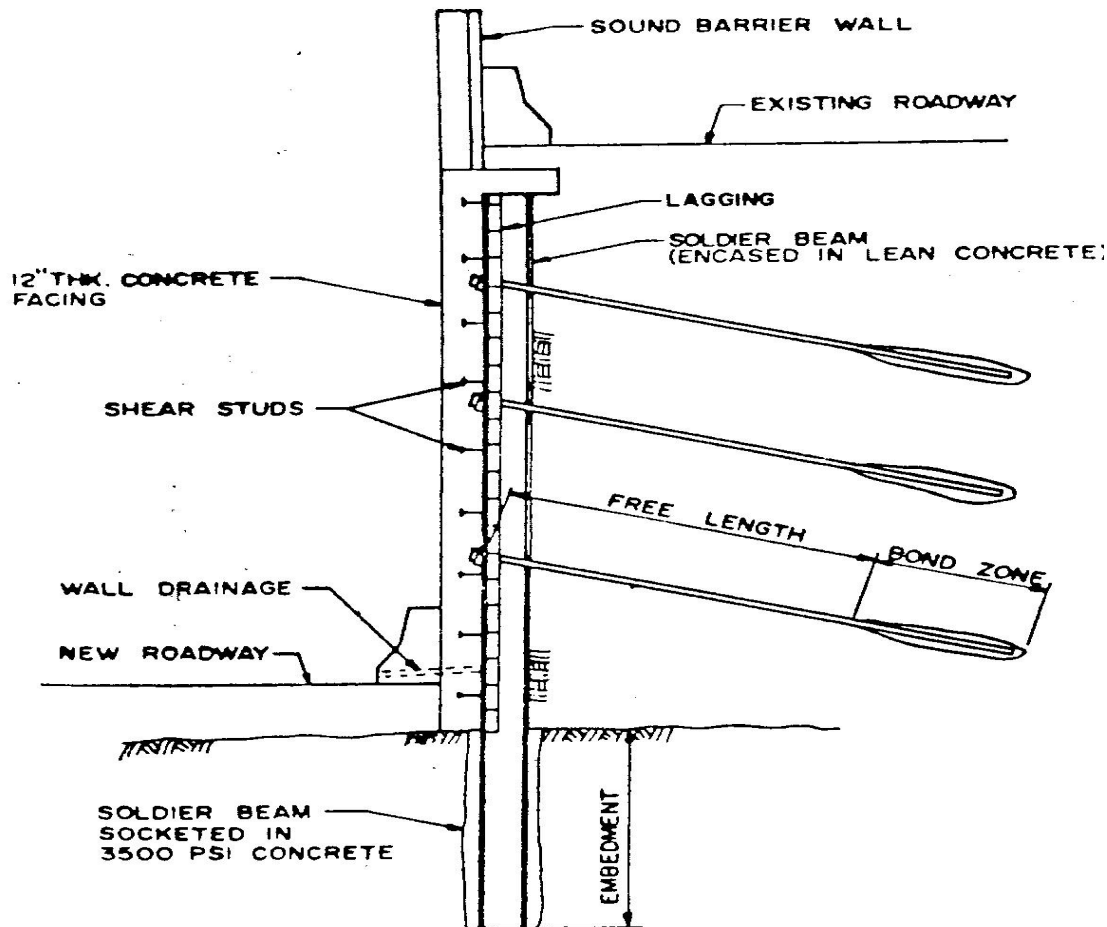 SOUND BARRIER WALL
EXISTING ROADWAY
LAGGING
SOLDIER BEAM
(ENCASED IN LEAN CONCRETE)
12" THK. CONCRETE
FACING
SHEAR STUDS
FREE LENGTH
BOND ZONE
WALL DRAINAGE
NEW ROADWAY
SOLDIER BEAM
SOCKETED IN
3500 PSI CONCRETE
EMBEDMENT